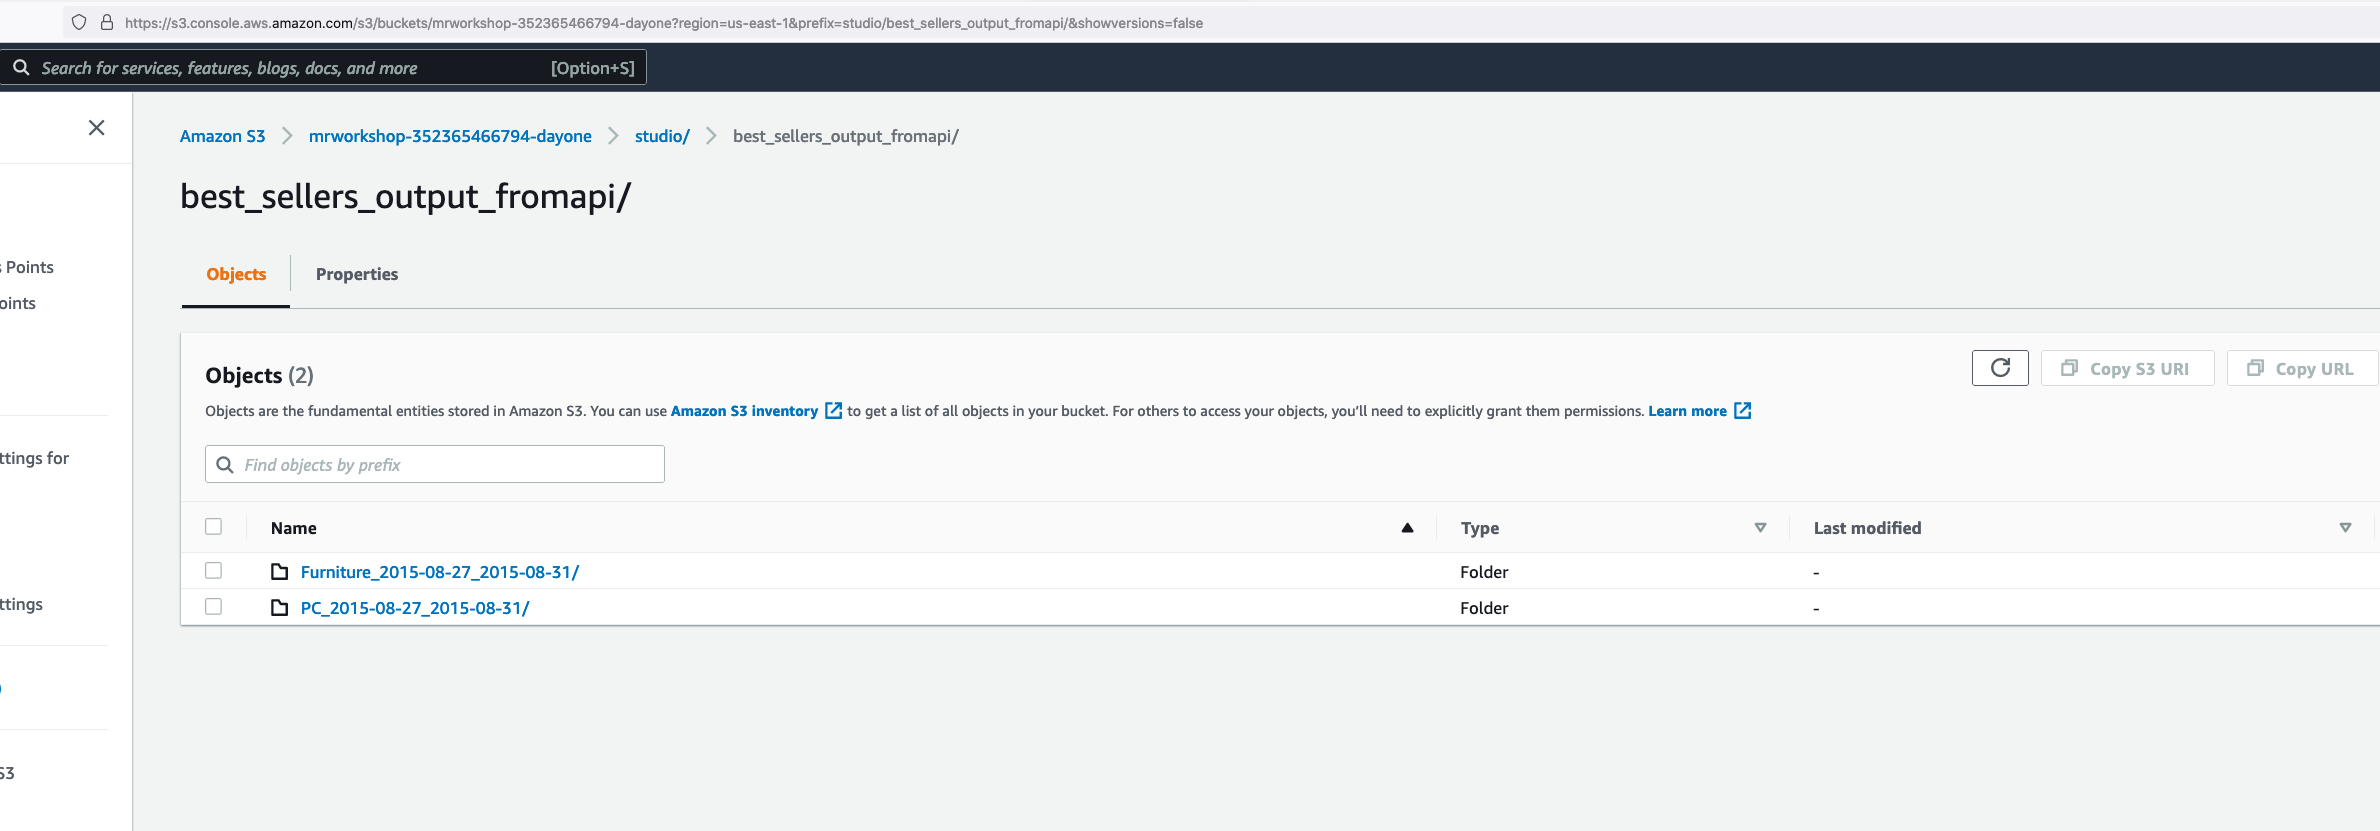 https://s3.console.aws.amazon.com/s3/buckets/mrworkshop-352365466794-dayone?region=us-east-1&prefix=studio/best_sellers_output_fromapi/&showversions=false
Search for services, features, blogs, docs, and more [Option+S]
Amazon S3 mrworkshop-352365466794-dayone studio/ best_sellers_output_fromapi/
best_sellers_output_fromapi/
Objects Properties
s Points
oints
ttings for
ttings
S3
Objects (2)
Copy S3 URI Copy URL
Objects are the fundamental entities stored in Amazon S3. You can use Amazon S3 inventory to get a list of all objects in your bucket. For others to access your objects, you'll need to explicitly grant them permissions. Learn more
Find objects by prefix
Name Type Last modified
Furniture_2015-08-27_2015-08-31/ Folder -
PC_2015-08-27_2015-08-31/ Folder -